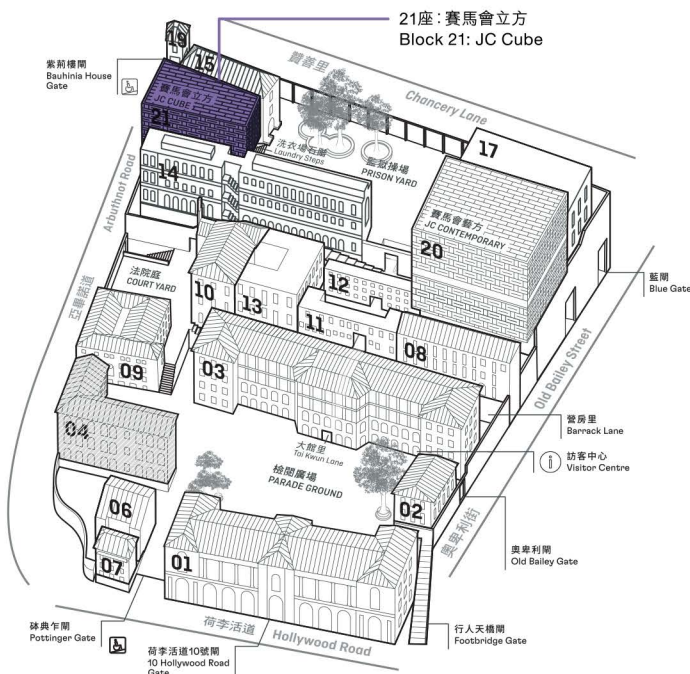 21座：賽馬會立方
Block 21: JC Cube
19
15
紫荊樓閘
Bauhinia House
Gate
賽馬會立方
JC CUBE
21
贊善里
Chancery Lane
洗衣場石階
Laundry Steps
監獄操場
PRISON YARD
17
14
賽馬會藝方
JC CONTEMPORARY
20
Arbuthnot Road
亞畢諾道
法院庭
COURT YARD
10
13
12
11
08
藍閘
Blue Gate
09
03
Old Bailey Street
奧卑利街
04
營房里
Barrack Lane
大館里
Tai Kwun Lane
訪客中心
Visitor Centre
檢閱廣場
PARADE GROUND
02
06
07
01
奧卑利閘
Old Bailey Gate
砵典乍閘
Pottinger Gate
荷李活道
Hollywood Road
荷李活道10號閘
10 Hollywood Road
Gate
行人天橋閘
Footbridge Gate